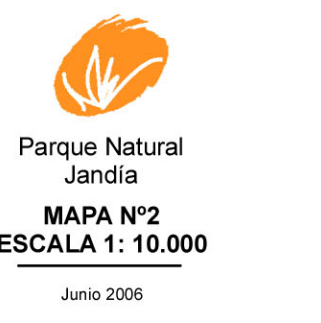 Parque Natural
Jandía
MAPA Nº2
ESCALA 1: 10.000
Junio 2006